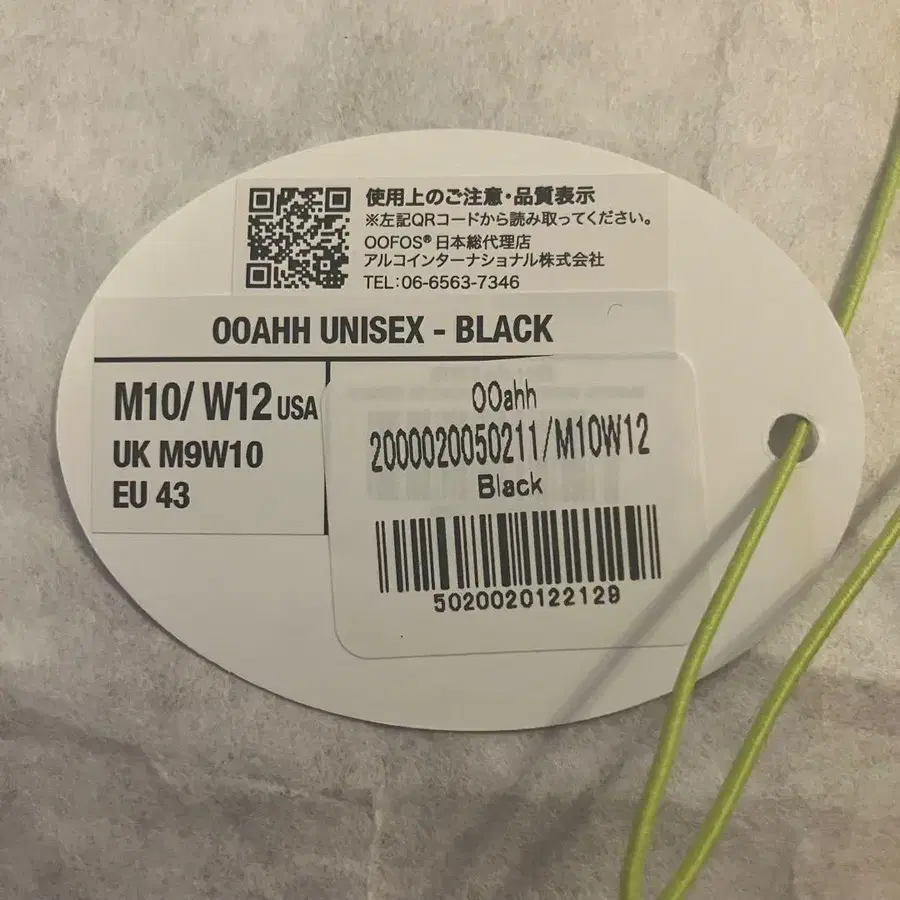 使用上のご注意・品質表示
※左記QRコードから読み取ってください。
OOFOS® 日本総代理店
アルコインターナショナル株式会社
TEL:06-6563-7346
OOAHH UNISEX - BLACK
M10/ W12 USA
UK M9W10
EU 43
OOahh
2000020050211/M10W12
Black
5020020122129